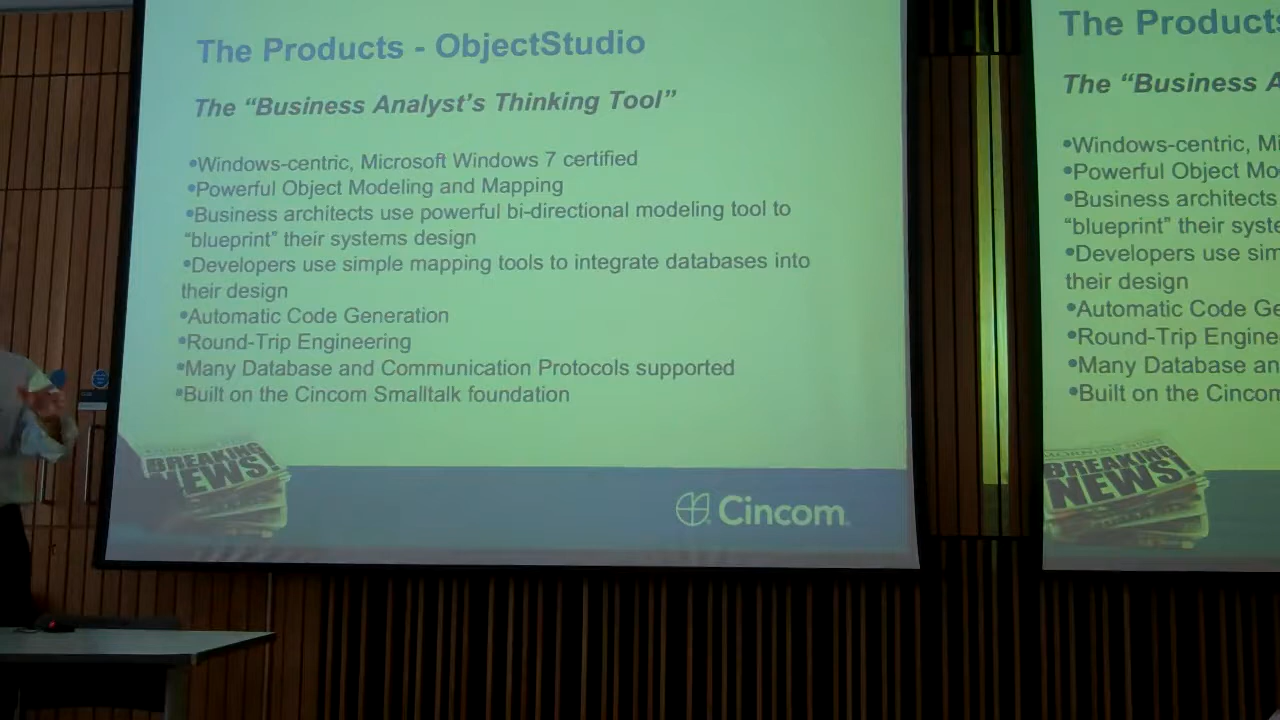 The Products - ObjectStudio
The “Business Analyst’s Thinking Tool”
•Windows-centric, Microsoft Windows 7 certified
•Powerful Object Modeling and Mapping
•Business architects use powerful bi-directional modeling tool to
“blueprint” their systems design
•Developers use simple mapping tools to integrate databases into
their design
•Automatic Code Generation
•Round-Trip Engineering
•Many Database and Communication Protocols supported
•Built on the Cincom Smalltalk foundation
BREAKING
NEWS!
Cincom
The Products
The “Business A
•Windows-centric, Mi
•Powerful Object Mo
•Business architects
“blueprint” their syste
•Developers use sim
their design
•Automatic Code Ge
•Round-Trip Enginee
•Many Database an
•Built on the Cincom
MORNING NEWS
BREAKING
NEWS!